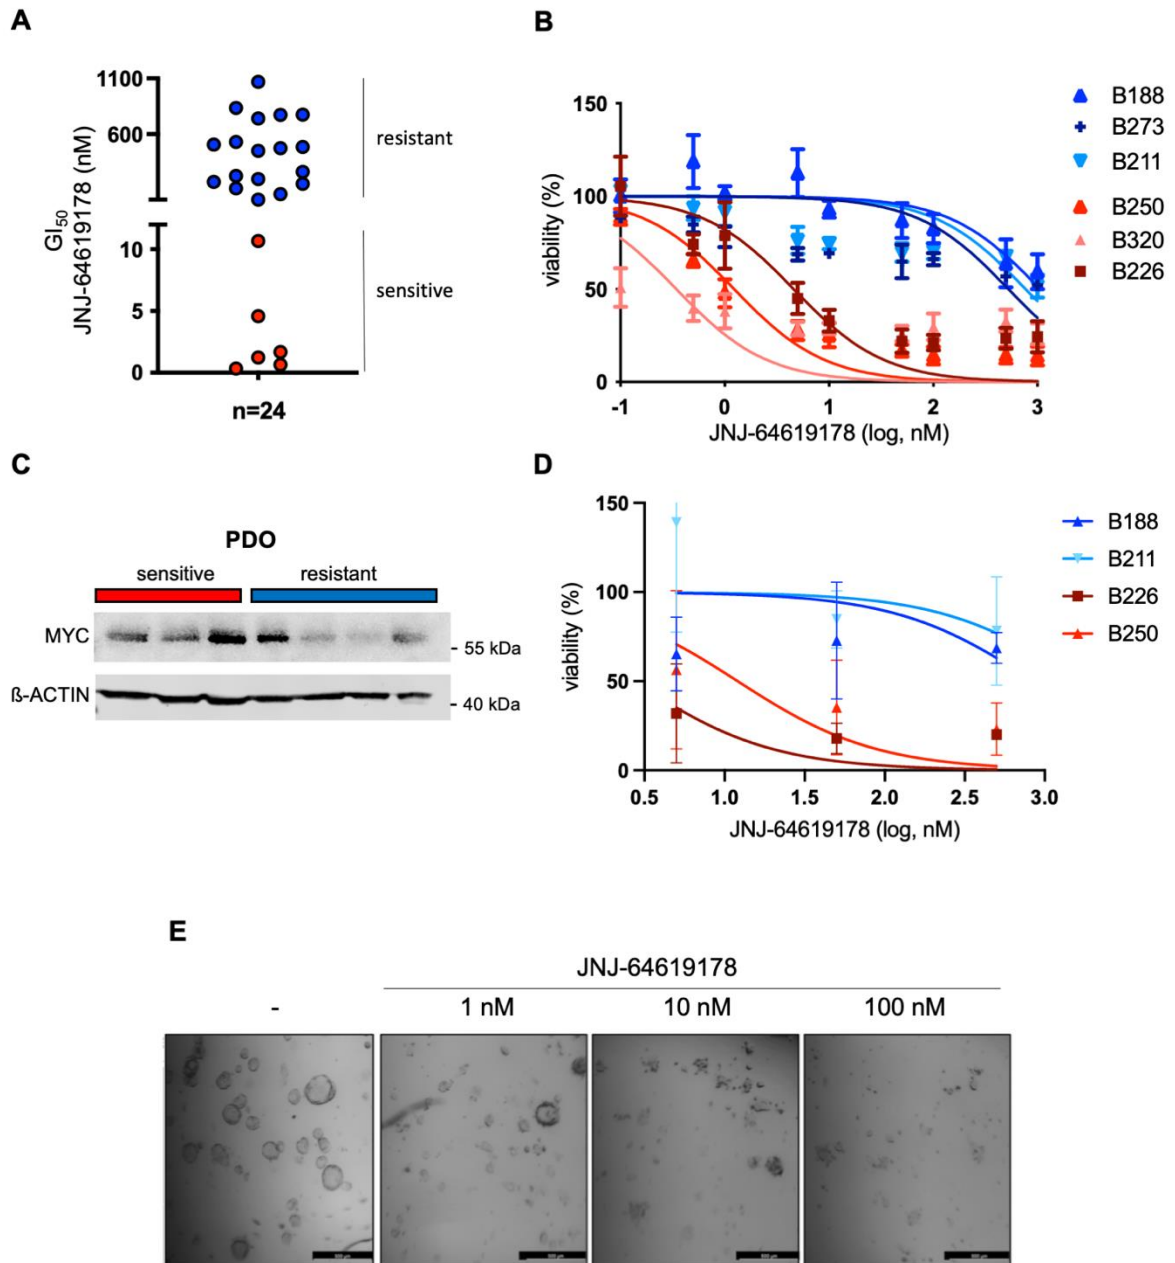 A
GI50
JNJ-64619178 (nM)
1100
600
10
5
0
resistant
sensitive
n=24
B
viability (%)
150
100
50
0
-1
0
1
2
3
JNJ-64619178 (log, nM)
B188
B273
B211
B250
B320
B226
C
PDO
sensitive
resistant
MYC
- 55 kDa
ß-ACTIN
- 40 kDa
D
viability (%)
150
100
50
0
0.5
1.0
1.5
2.0
2.5
3.0
JNJ-64619178 (log, nM)
B188
B211
B226
B250
E
JNJ-64619178
-
1 nM
10 nM
100 nM